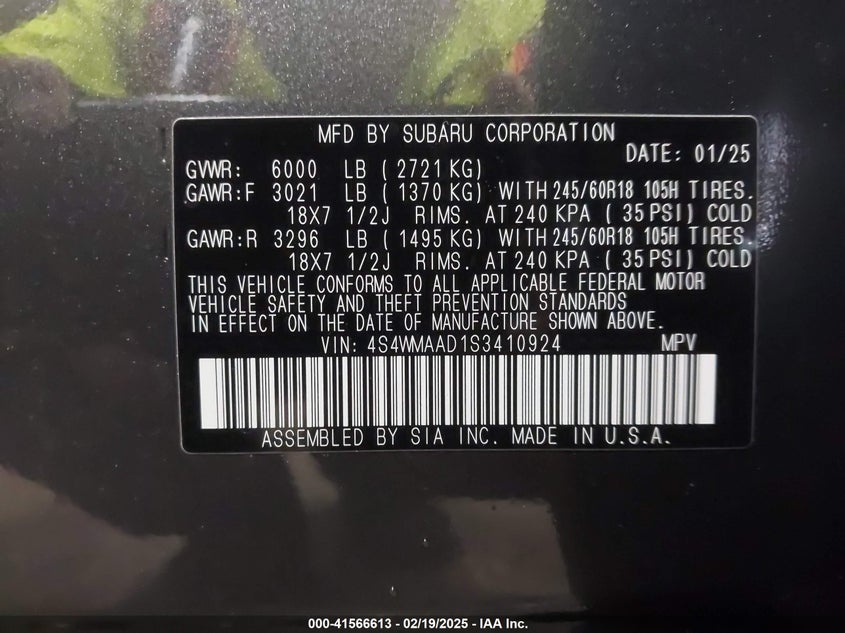 MFD BY SUBARU CORPORATION
DATE: 01/25
GVWR: 6000 LB ( 2721 KG)
GAWR:F 3021 LB ( 1370 KG) WITH 245/60R18 105H TIRES.
18X7 1/2J RIMS. AT 240 KPA ( 35 PSI) COLD
GAWR:R 3296 LB ( 1495 KG) WITH 245/60R18 105H TIRES.
18X7 1/2J RIMS. AT 240 KPA ( 35 PSI) COLD
THIS VEHICLE CONFORMS TO ALL APPLICABLE FEDERAL MOTOR
VEHICLE SAFETY AND THEFT PREVENTION STANDARDS
IN EFFECT ON THE DATE OF MANUFACTURE SHOWN ABOVE.
VIN: 4S4WMAAD1S3410924 MPV
ASSEMBLED BY SIA INC. MADE IN U.S.A.
000-41566613 - 02/19/2025 - IAA Inc.